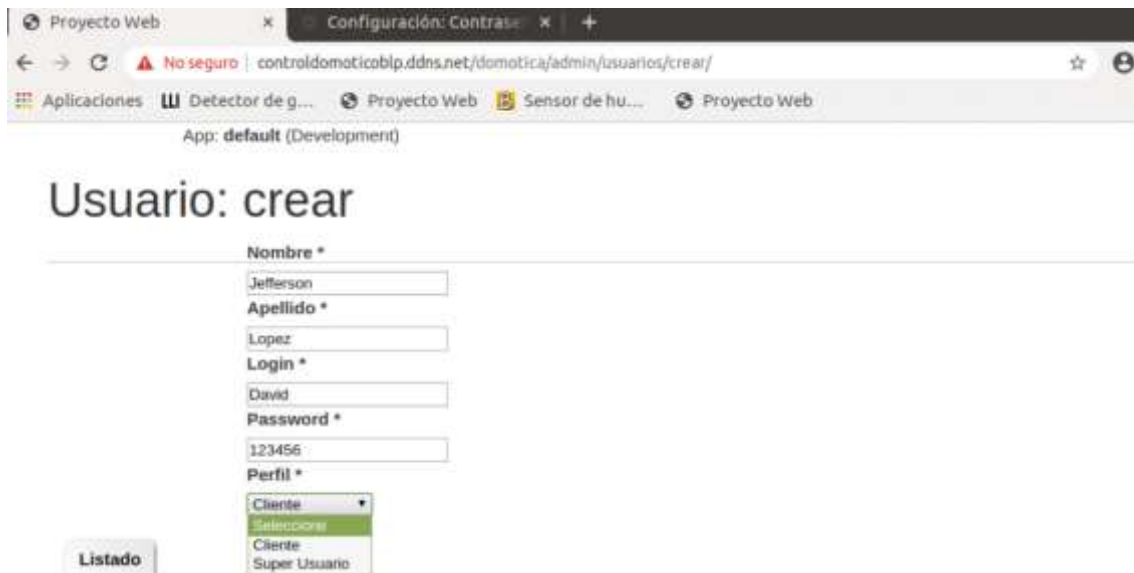 Proyecto Web × Configuración: Contrase × +
No seguro | controldomoticoblp.ddns.net/domotica/admin/usuarios/crear/
Aplicaciones Detector de g... Proyecto Web Sensor de hu... Proyecto Web
App: default (Development)
Usuario: crear
Nombre *
Jefferson
Apellido *
Lopez
Login *
David
Password *
123456
Perfil *
Cliente
Seleccione
Cliente
Listado
Super Usuario